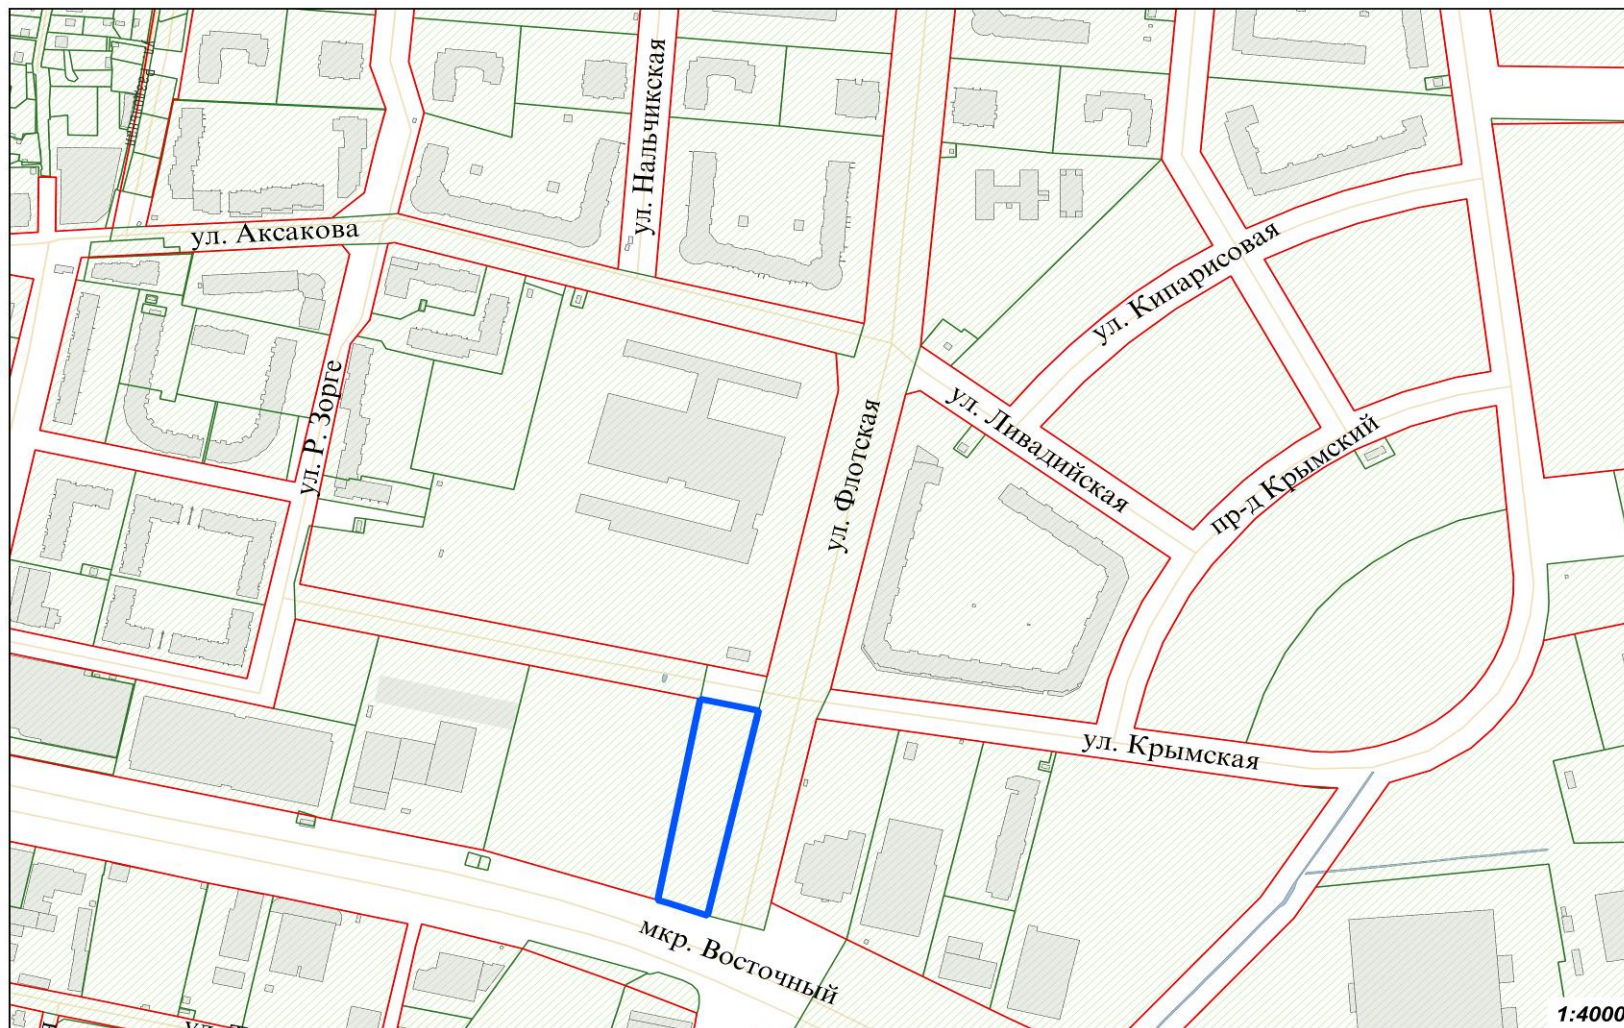 ул. Нальчикская
ул. Аксакова
ул. Кипарисовая
ул. Р. Зорге
ул. Флотская
ул. Ливадийская
пр-д Крымский
ул. Крымская
мкр. Восточный
1:4000